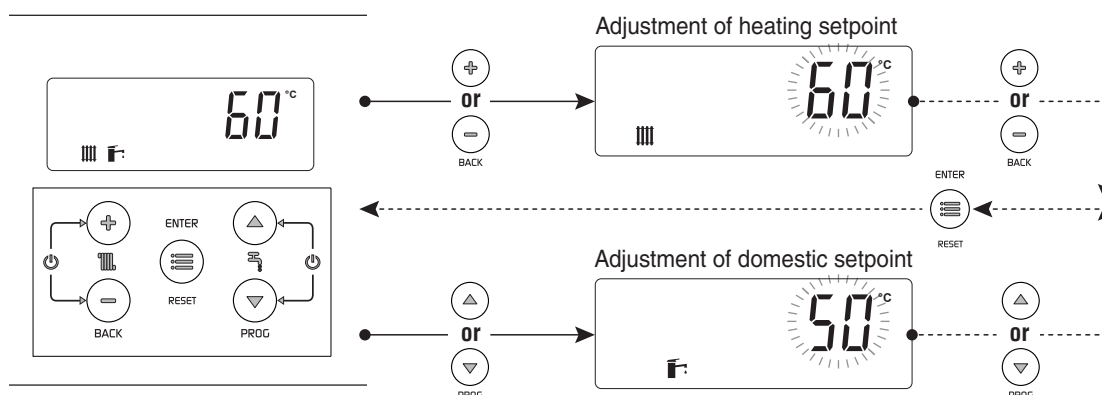 Adjustment of heating setpoint
60 °C
or
BACK
60 °C
or
BACK
ENTER
RESET
ENTER
RESET
BACK
PROG
Adjustment of domestic setpoint
or
PROG
50 °C
or
PROG